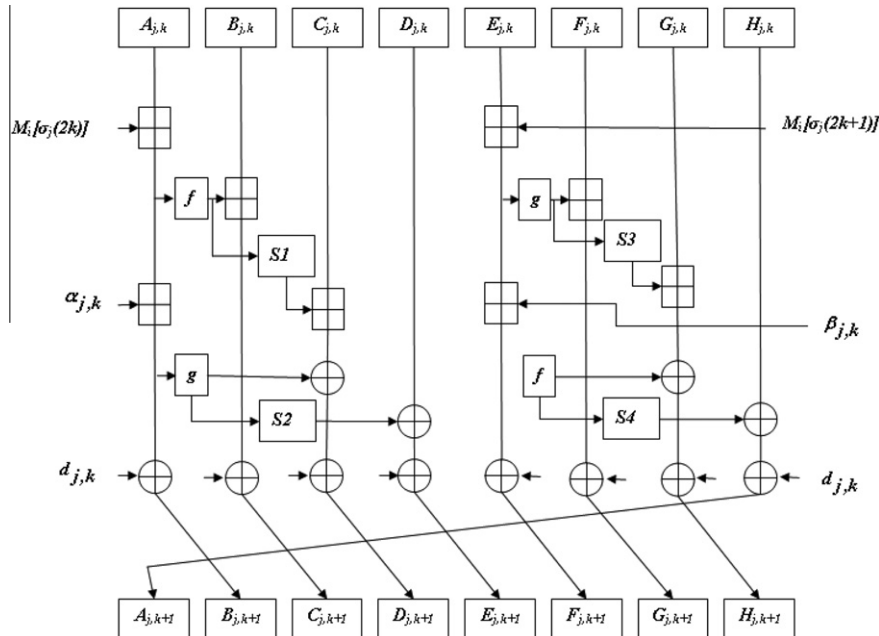 A_{j,k} B_{j,k} C_{j,k} D_{j,k} E_{j,k} F_{j,k} G_{j,k} H_{j,k}
M_i[σ_j(2k)] M_i[σ_j(2k+1)]
f g
S1 S3
α_{j,k} β_{j,k}
g f
S2 S4
d_{j,k} d_{j,k}
A_{j,k+1} B_{j,k+1} C_{j,k+1} D_{j,k+1} E_{j,k+1} F_{j,k+1} G_{j,k+1} H_{j,k+1}